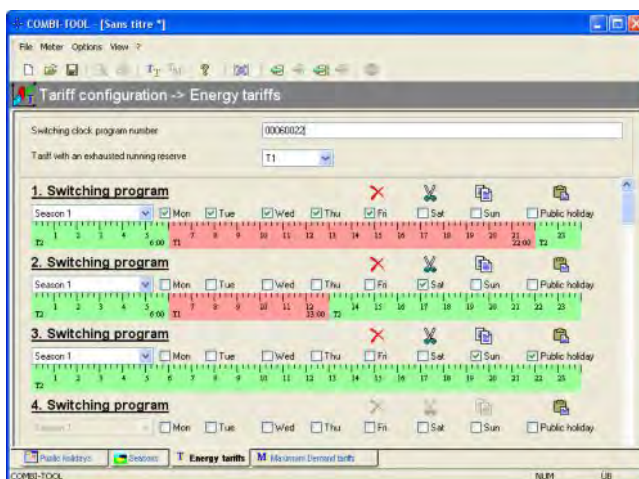 COMBI-TOOL - [Sans titre *]
File Meter Options View ?
Tariff configuration -> Energy tariffs
Switching clock program number 00060022
Tariff with an exhausted running reserve T1
1. Switching program
Season 1 Mon Tue Wed Thu Fri Sat Sun Public holiday
1 2 3 4 5 7 8 9 10 11 12 13 14 15 16 17 18 19 20 21 23
T2 6:00 T1 22:00 T2
2. Switching program
Season 1 Mon Tue Wed Thu Fri Sat Sun Public holiday
1 2 3 4 5 7 8 9 10 11 12 14 15 16 17 18 19 20 21 22 23
T2 6:00 T1 13:00 T2
3. Switching program
Season 1 Mon Tue Wed Thu Fri Sat Sun Public holiday
1 2 3 4 5 6 7 8 9 10 11 12 13 14 15 16 17 18 19 20 21 22 23
T2
4. Switching program
Mon Tue Wed Thu Fri Sat Sun Public holiday
Public holidays Seasons T Energy tariffs M Maximum Demand tariffs
COMBI-TOOL NUM